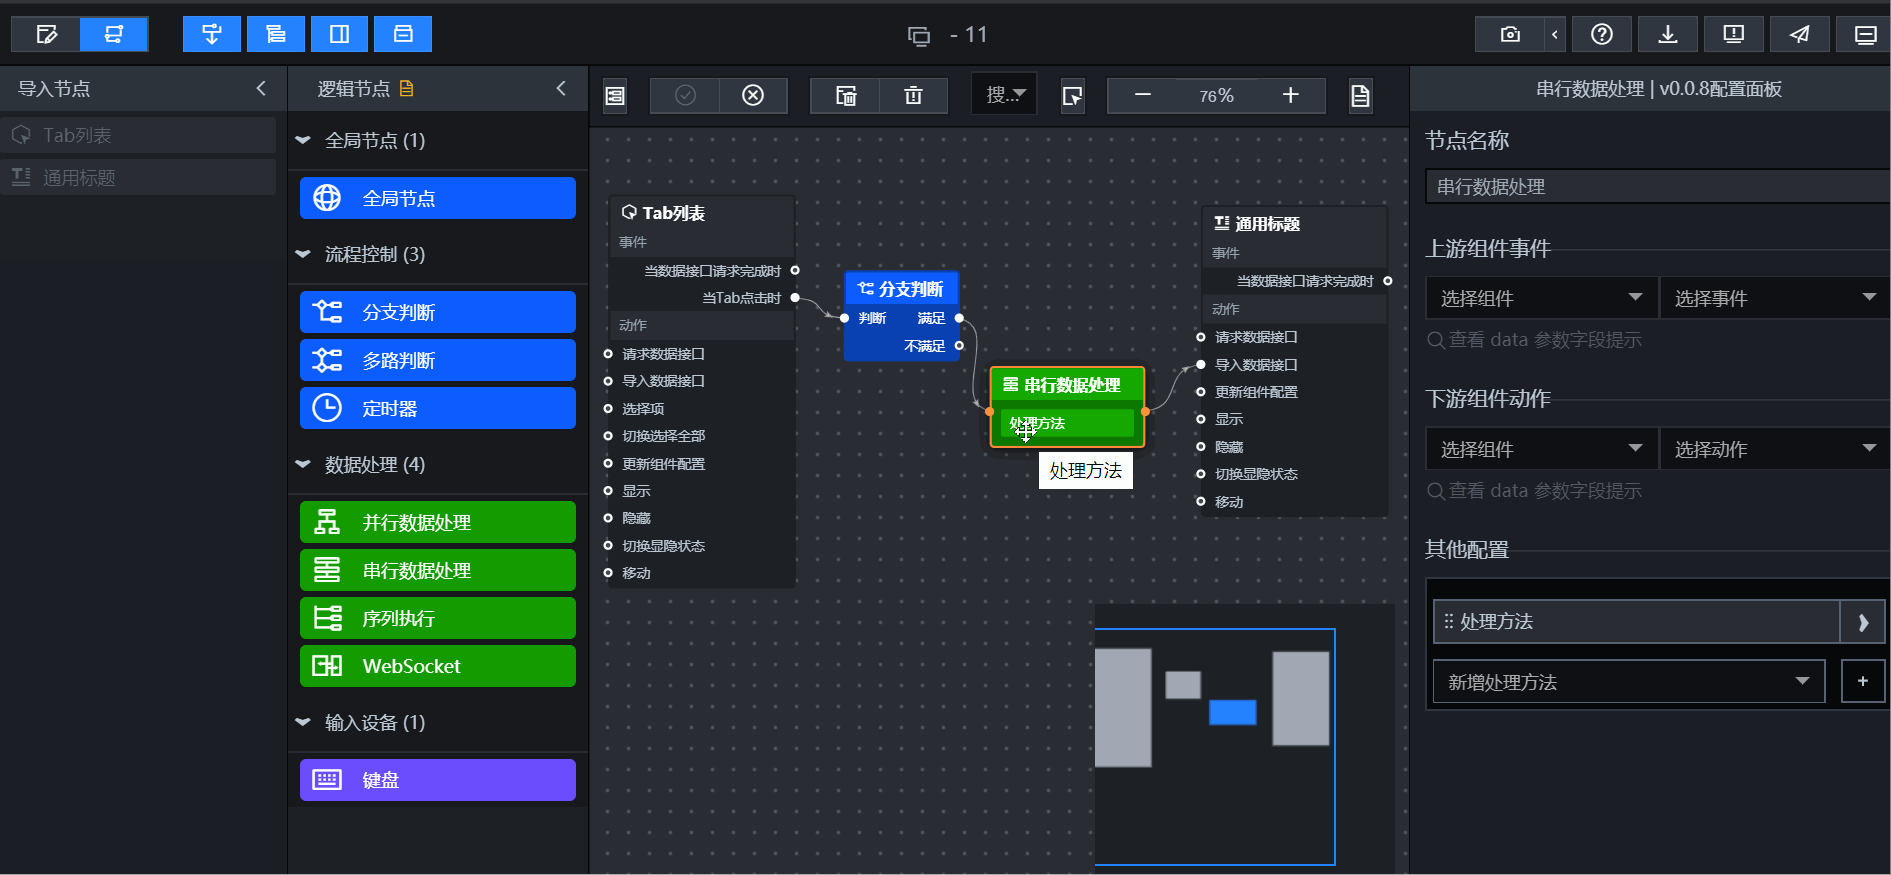 - 11
导入节点
Tab列表
通用标题
逻辑节点
全局节点 (1)
全局节点
流程控制 (3)
分支判断
多路判断
定时器
数据处理 (4)
并行数据处理
串行数据处理
序列执行
WebSocket
输入设备 (1)
键盘
搜...
76%
Tab列表
事件
当数据接口请求完成时
当Tab点击时
动作
请求数据接口
导入数据接口
选择项
切换选择全部
更新组件配置
显示
隐藏
切换显隐状态
移动
分支判断
判断 满足
不满足
串行数据处理
处理方法
处理方法
通用标题
事件
当数据接口请求完成时
动作
请求数据接口
导入数据接口
更新组件配置
显示
隐藏
切换显隐状态
移动
串行数据处理 | v0.0.8配置面板
节点名称
串行数据处理
上游组件事件
选择组件 选择事件
查看 data 参数字段提示
下游组件动作
选择组件 选择动作
查看 data 参数字段提示
其他配置
处理方法
新增处理方法